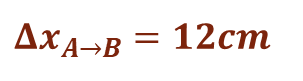 Δx_{A→B} = 12cm